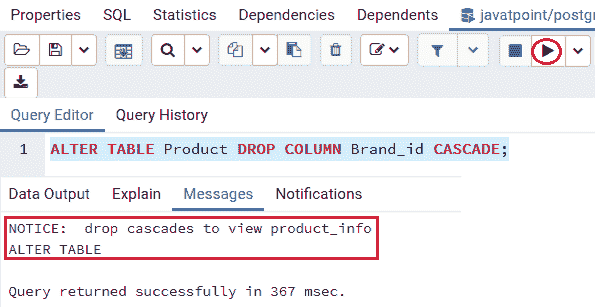 Properties SQL Statistics Dependencies Dependents javatpoint/postgr
Query Editor Query History
1 ALTER TABLE Product DROP COLUMN Brand_id CASCADE;
Data Output Explain Messages Notifications
NOTICE: drop cascades to view product_info
ALTER TABLE
Query returned successfully in 367 msec.